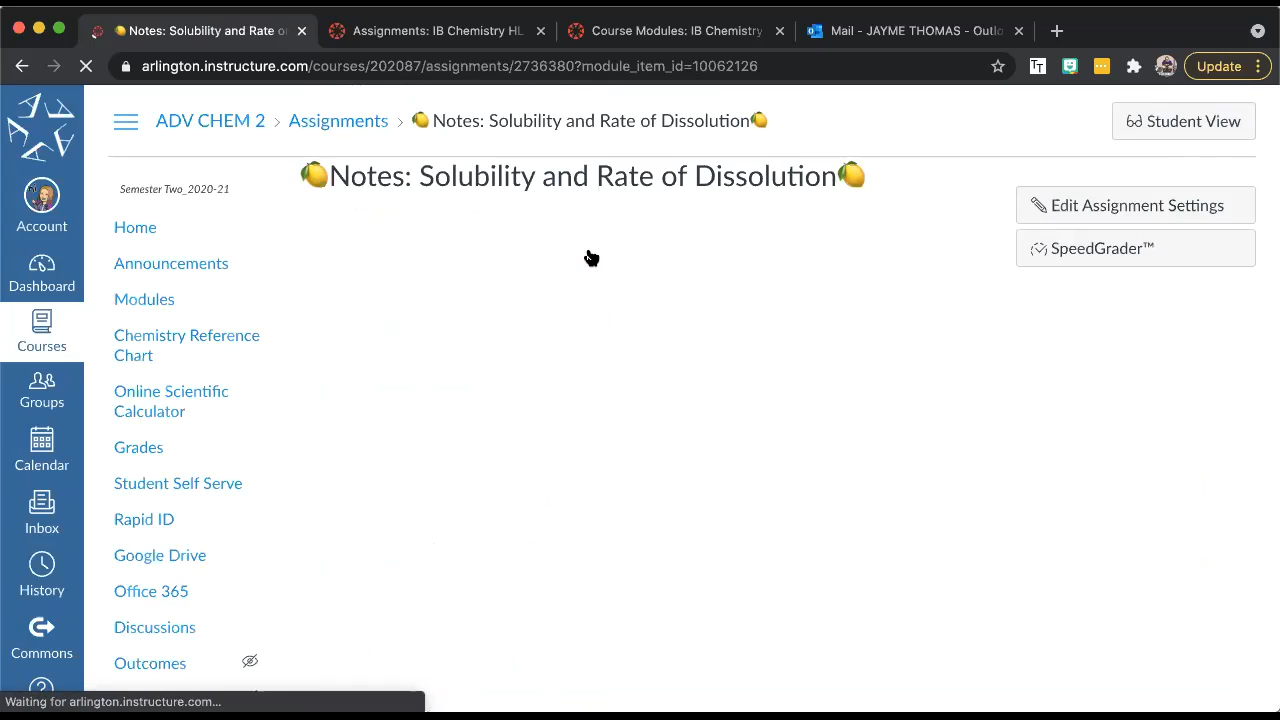 🍋 Notes: Solubility and Rate o
Assignments: IB Chemistry HL
Course Modules: IB Chemistry
Mail - JAYME THOMAS - Outlo
arlington.instructure.com/courses/202087/assignments/2736380?module_item_id=10062126
Update
ADV CHEM 2 > Assignments > 🍋 Notes: Solubility and Rate of Dissolution🍋
Student View
🍋Notes: Solubility and Rate of Dissolution🍋
Semester Two_2020-21
Edit Assignment Settings
SpeedGrader™
Account
Dashboard
Courses
Groups
Calendar
Inbox
History
Commons
Home
Announcements
Modules
Chemistry Reference
Chart
Online Scientific
Calculator
Grades
Student Self Serve
Rapid ID
Google Drive
Office 365
Discussions
Outcomes
Waiting for arlington.instructure.com...